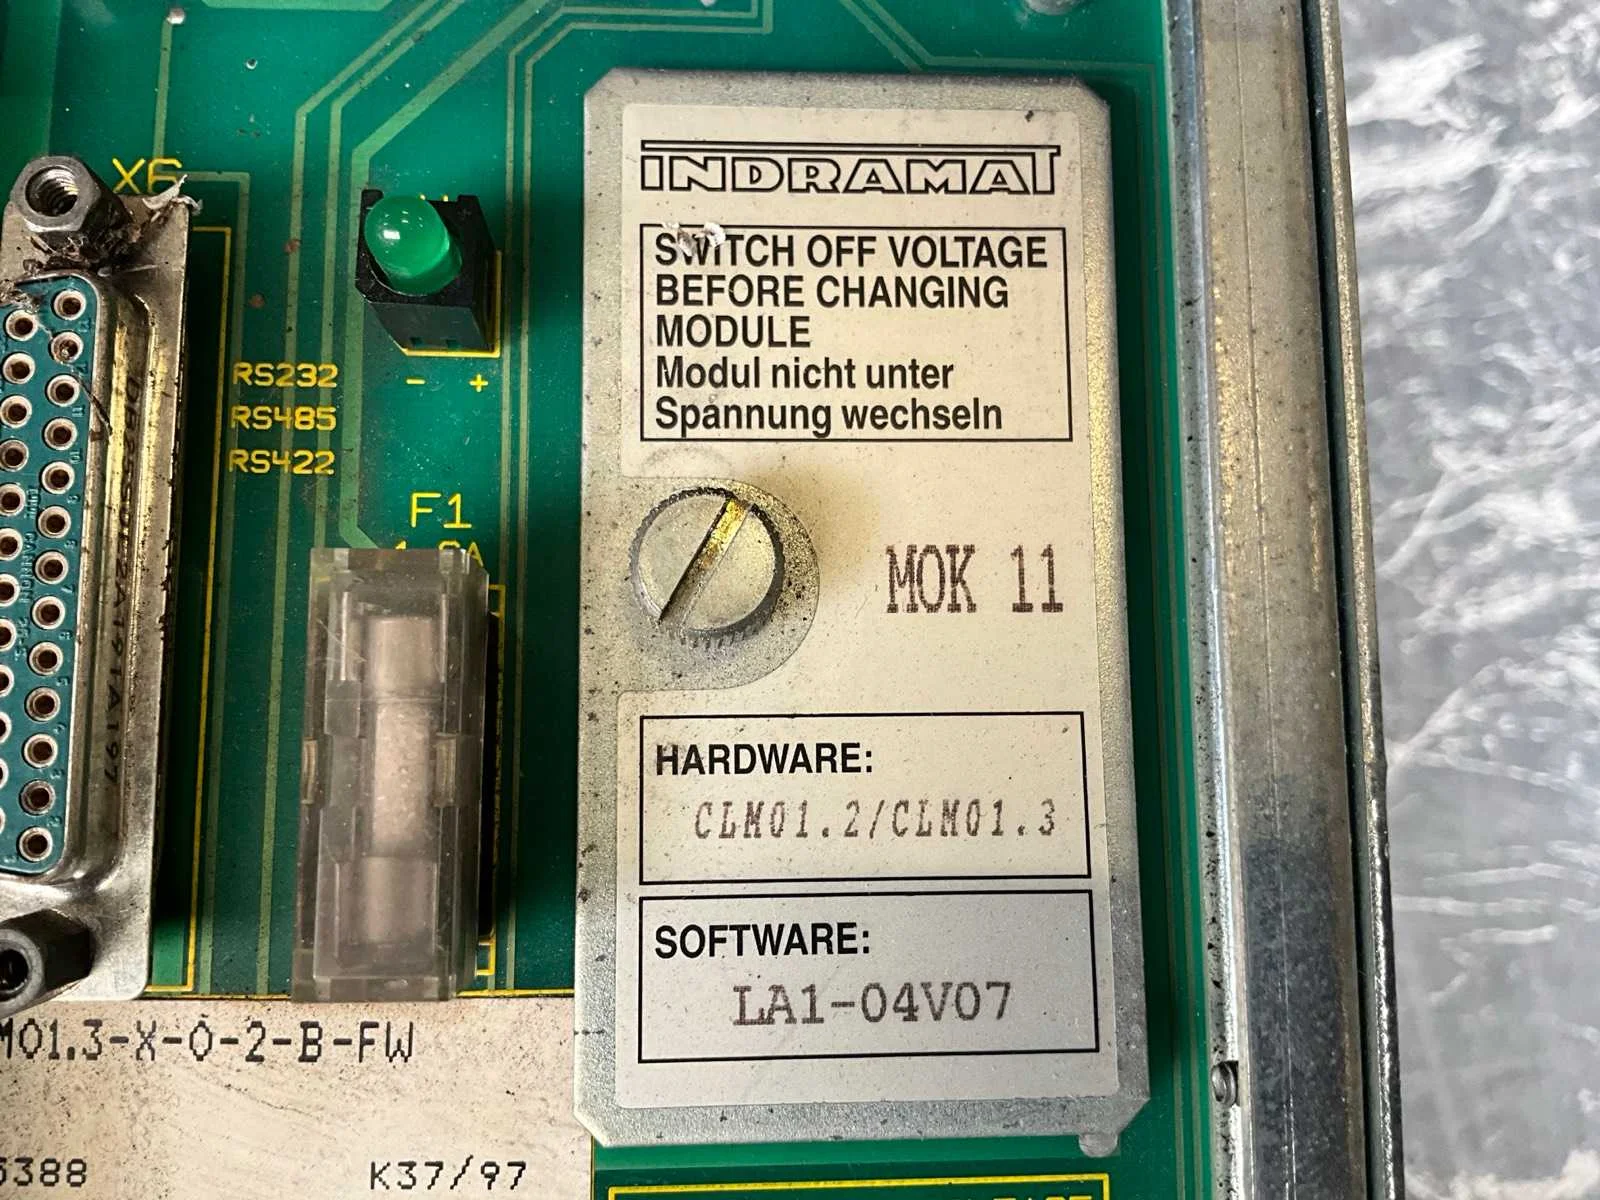 X6
INDRAMAT
SWITCH OFF VOLTAGE
BEFORE CHANGING
MODULE
Modul nicht unter
Spannung wechseln
RS232
- +
RS485
RS422
F1
MOK 11
HARDWARE:
CLM01.2/CLM01.3
SOFTWARE:
LA1-04V07
M01.3-X-0-2-B-FW
5388
K37/97